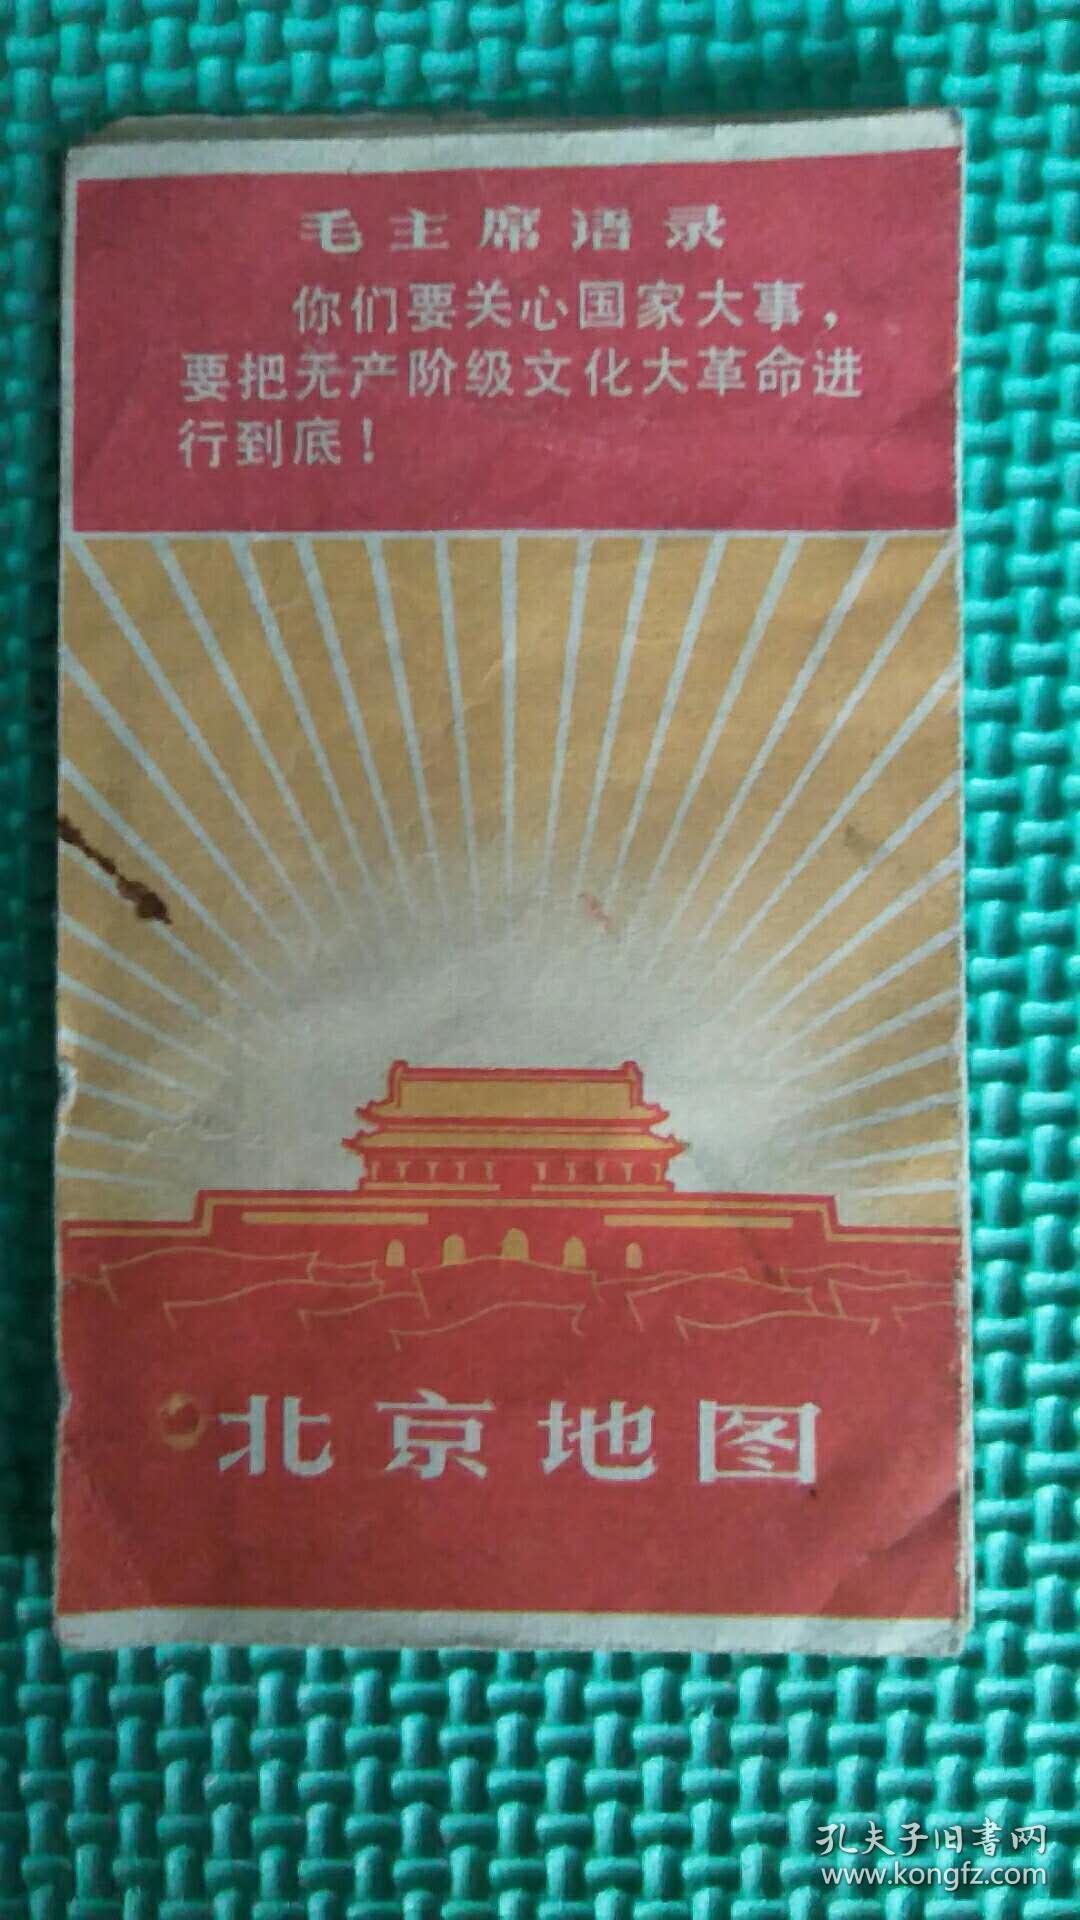 毛主席语录
你们要关心国家大事，
要把无产阶级文化大革命进
行到底！
北京地图
孔夫子旧書网
www.kongfz.com